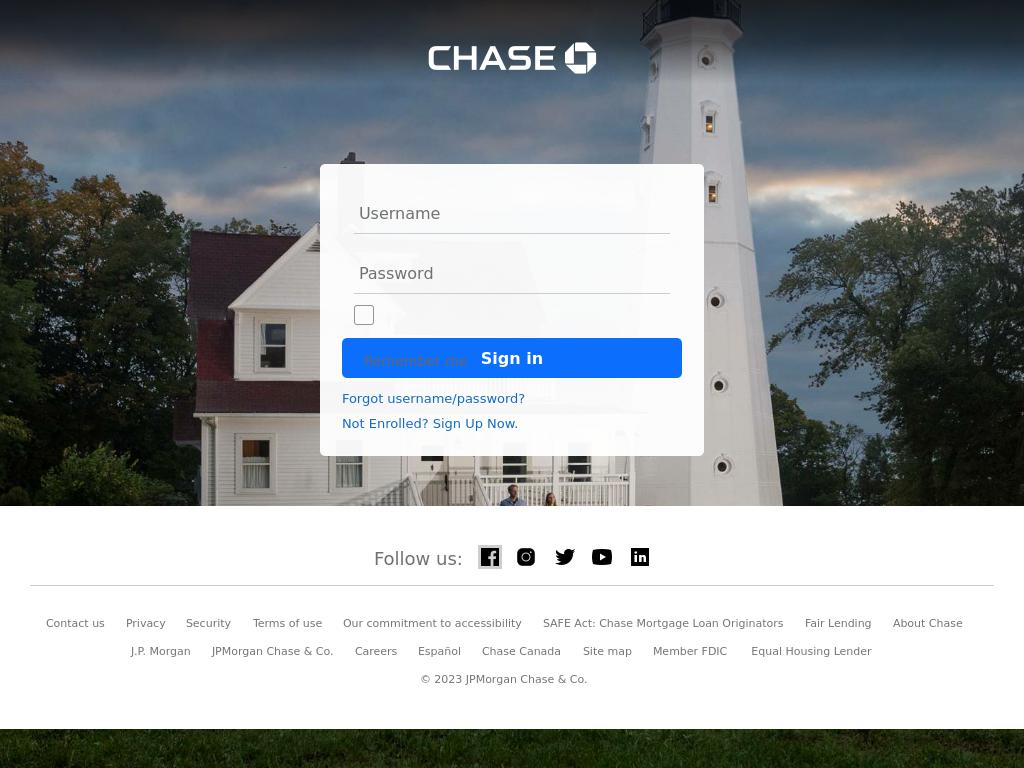 CHASE
Username
Password
Remember me
Sign in
Forgot username/password?
Not Enrolled? Sign Up Now.
Follow us:
Contact us Privacy Security Terms of use Our commitment to accessibility SAFE Act: Chase Mortgage Loan Originators Fair Lending About Chase
J.P. Morgan JPMorgan Chase & Co. Careers Español Chase Canada Site map Member FDIC Equal Housing Lender
© 2023 JPMorgan Chase & Co.